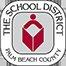 THE SCHOOL DISTRICT
PALM BEACH COUNTY